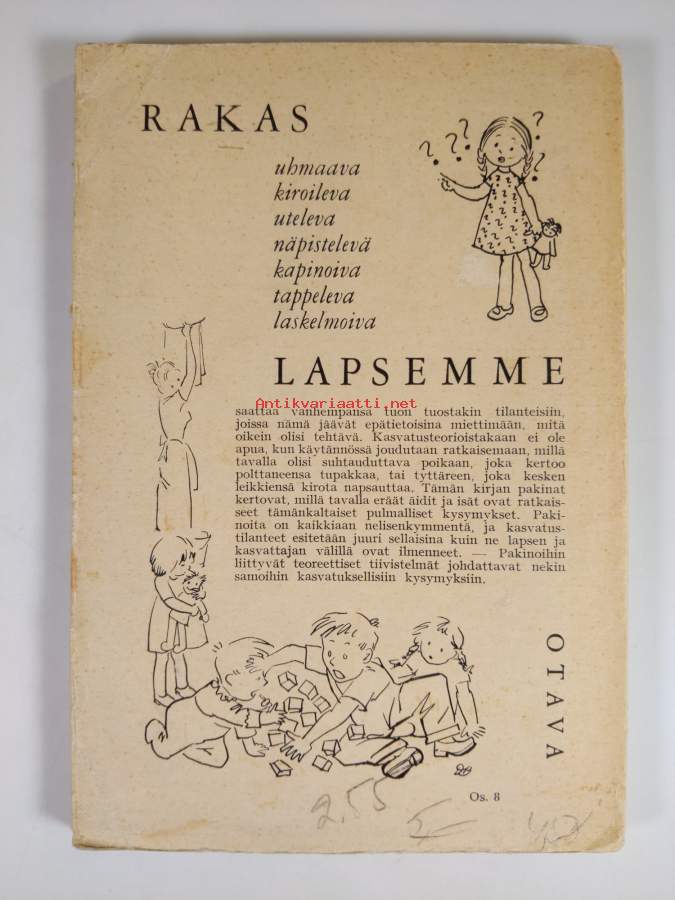 RAKAS
uhmaava
kiroileva
uteleva
näpistelevä
kapinoiva
tappeleva
laskelmoiva
LAPSEMME
Antikvariaatti.net
saattaa vanhempansa tuon tuostakin tilanteisiin,
joissa nämä jäävät epätietoisina miettimään, mitä
oikein olisi tehtävä. Kasvatusteorioistakaan ei ole
apua, kun käytännössä joudutaan ratkaisemaan, millä
tavalla olisi suhtauduttava poikaan, joka kertoo
polttaneensa tupakkaa, tai tyttäreen, joka kesken
leikkiensä kirota napsauttaa. Tämän kirjan pakinat
kertovat, millä tavalla eräät äidit ja isät ovat ratkais-
seet tämänkaltaiset pulmalliset kysymykset. Paki-
noita on kaikkiaan nelisenkymmentä, ja kasvatus-
tilanteet esitetään juuri sellaisina kuin ne lapsen ja
kasvattajan välillä ovat ilmenneet. — Pakinoihin
liittyvät teoreettiset tiivistelmät johdattavat nekin
samoihin kasvatuksellisiin kysymyksiin.
OTAVA
Os. 8
2.55